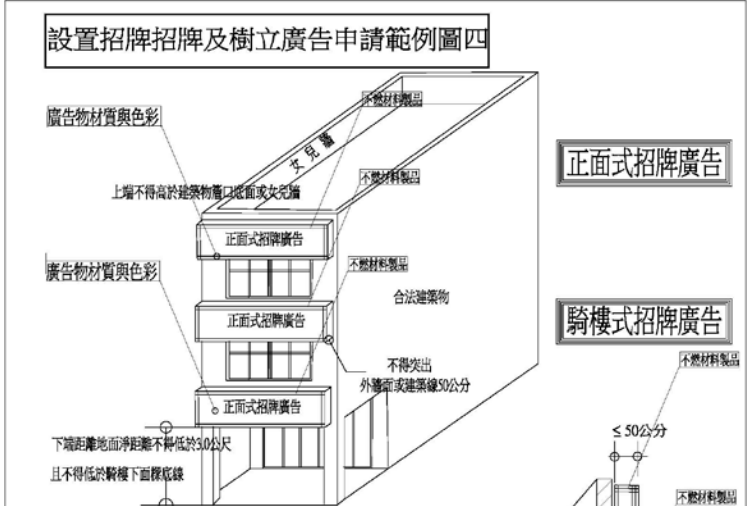 設置招牌招牌及樹立廣告申請範例圖四
不燃材料製品
廣告物材質與色彩
女兒牆
正面式招牌廣告
不燃材料製品
上端不得高於建築物簷口底面或女兒牆
正面式招牌廣告
廣告物材質與色彩
不燃材料製品
合法建築物
正面式招牌廣告
騎樓式招牌廣告
不得突出
外牆面或建築線50公分
不燃材料製品
正面式招牌廣告
≤50公分
下端距離地面淨距離不得低於3.0公尺
且不得低於騎樓下面樑底線
不燃材料製品